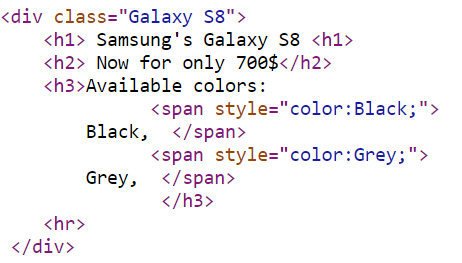 <div class="Galaxy S8">
<h1> Samsung's Galaxy S8 <h1>
<h2> Now for only 700$</h2>
<h3>Available colors:
<span style="color:Black;">
Black,  </span>
<span style="color:Grey;">
Grey,  </span>
</h3>
<hr>
</div>